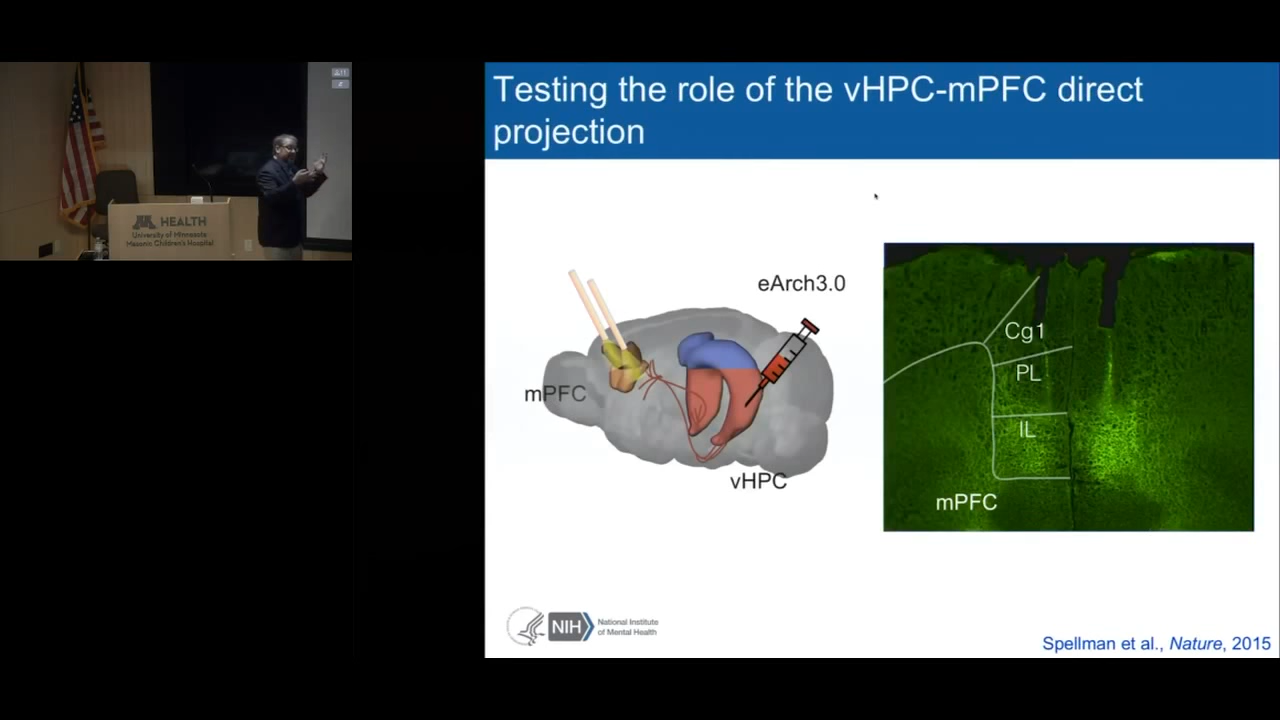 Testing the role of the vHPC-mPFC direct
projection
HEALTH
University of Minnesota
Masonic Children's Hospital
eArch3.0
mPFC
vHPC
Cg1
PL
IL
mPFC
NIH
National Institute
of Mental Health
Spellman et al., Nature, 2015